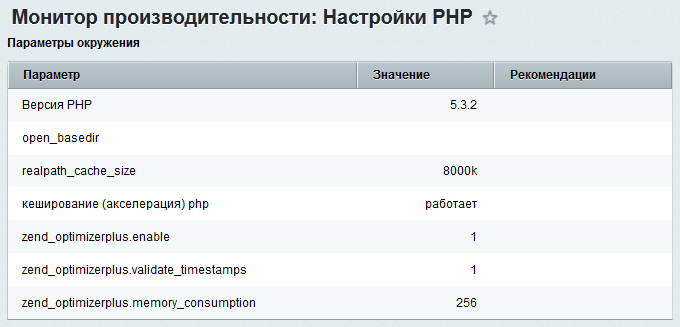 Монитор производительности: Настройки PHP
Параметры окружения
Параметр Значение Рекомендации
Версия PHP 5.3.2
open_basedir
realpath_cache_size 8000k
кеширование (акселерация) php работает
zend_optimizerplus.enable 1
zend_optimizerplus.validate_timestamps 1
zend_optimizerplus.memory_consumption 256